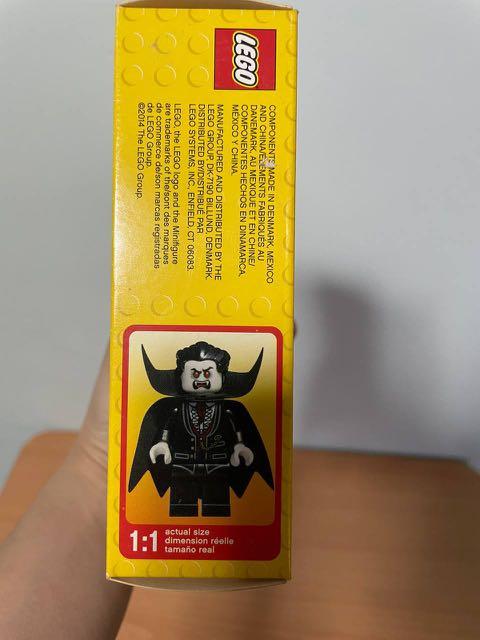 LEGO
COMPONENTS MADE IN DENMARK, MEXICO
AND CHINA/ÉLÉMENTS FABRIQUÉS AU
DANEMARK, AU MEXIQUE ET EN CHINE/
COMPONENTES HECHOS EN DINAMARCA,
MÉXICO Y CHINA.
MANUFACTURED AND DISTRIBUTED BY THE
LEGO GROUP, DK-7190 BILLUND, DENMARK.
DISTRIBUTED BY/DISTRIBUÉ PAR
LEGO SYSTEMS, INC., ENFIELD, CT 06083.
LEGO, the LEGO logo and the Minifigure
are trademarks of the/sont des marques
de commerce de/son marcas registradas
de LEGO Group.
©2014 The LEGO Group.
1:1
actual size
dimension réelle
tamaño real